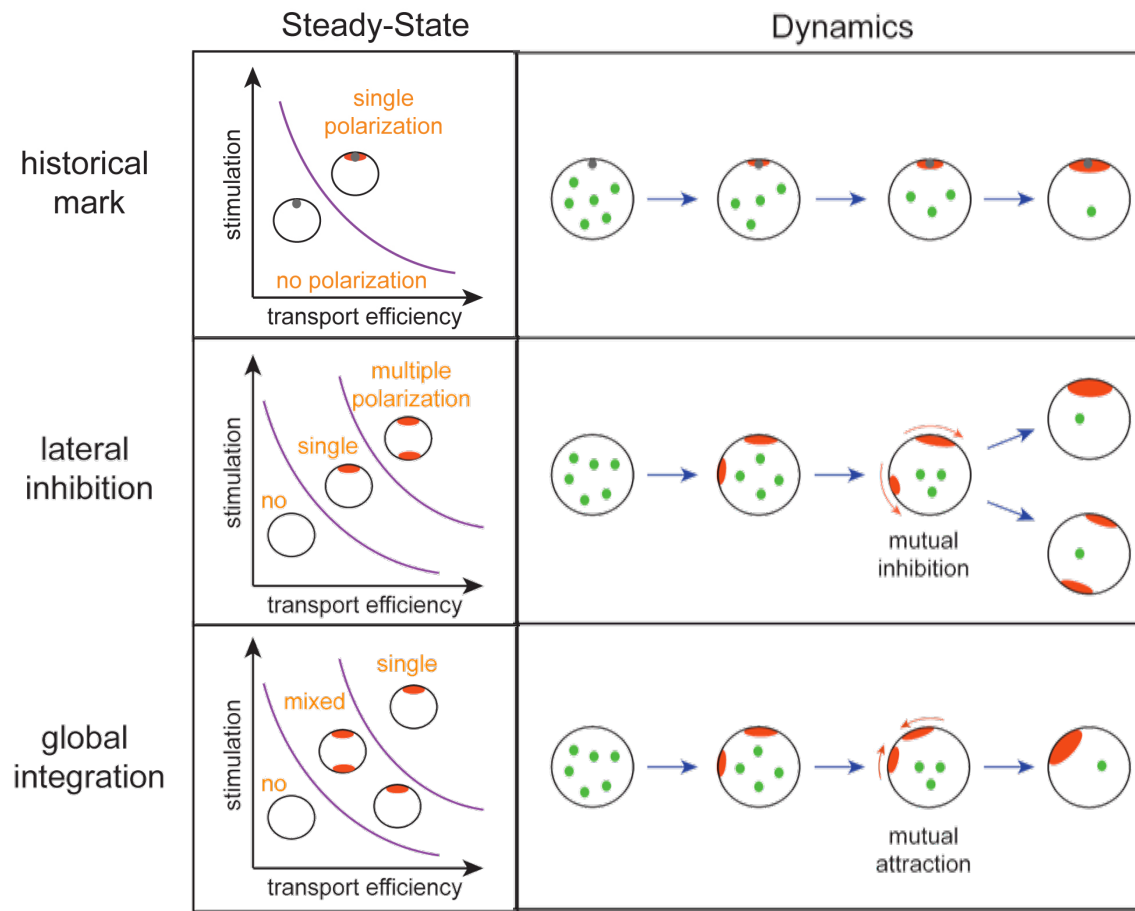 Steady-State
Dynamics
historical
mark
stimulation
single
polarization
no polarization
transport efficiency
lateral
inhibition
stimulation
multiple
polarization
single
no
transport efficiency
mutual
inhibition
global
integration
stimulation
single
mixed
no
transport efficiency
mutual
attraction